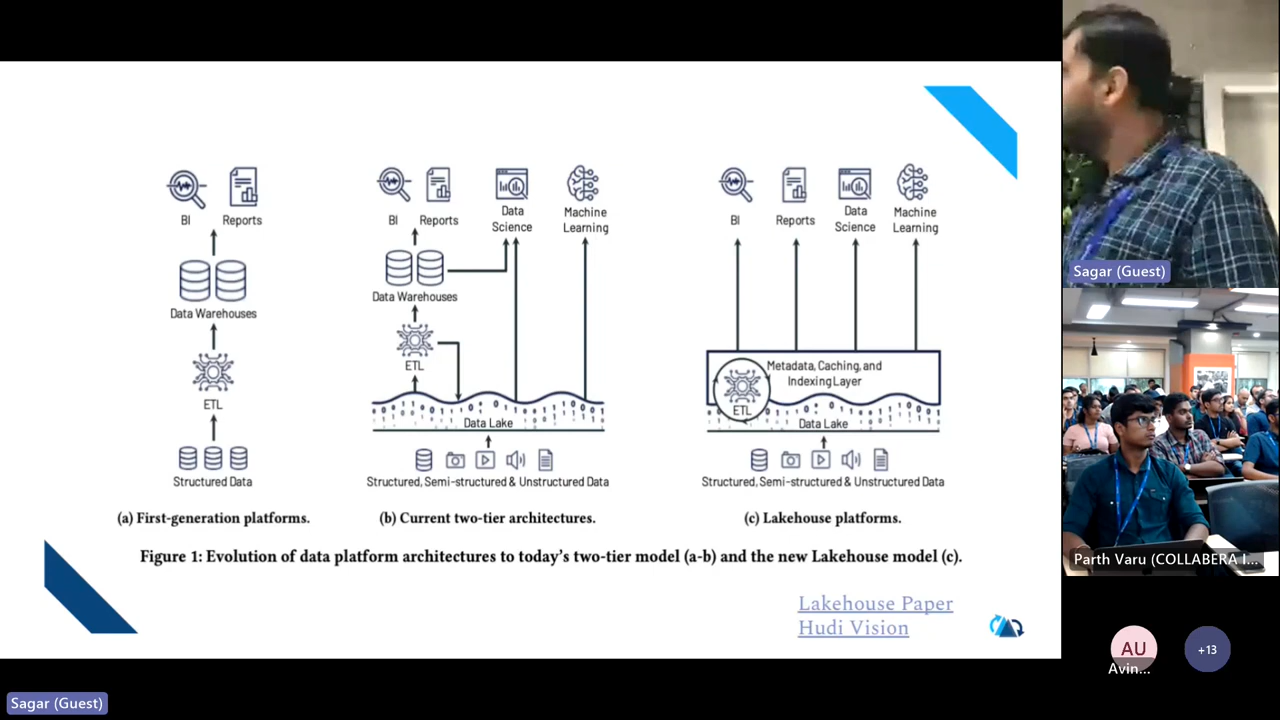 BI Reports
Data Warehouses
ETL
Structured Data
(a) First-generation platforms.
BI Reports Data Science Machine Learning
Data Warehouses
ETL
Data Lake
Structured, Semi-structured & Unstructured Data
(b) Current two-tier architectures.
BI Reports Data Science Machine Learning
Metadata, Caching, and
Indexing Layer
ETL
Data Lake
Structured, Semi-structured & Unstructured Data
(c) Lakehouse platforms.
Figure 1: Evolution of data platform architectures to today's two-tier model (a-b) and the new Lakehouse model (c).
Lakehouse Paper
Hudi Vision
Sagar (Guest)
Parth Varu (COLLABERA I...
AU
Avin...
+13
Sagar (Guest)